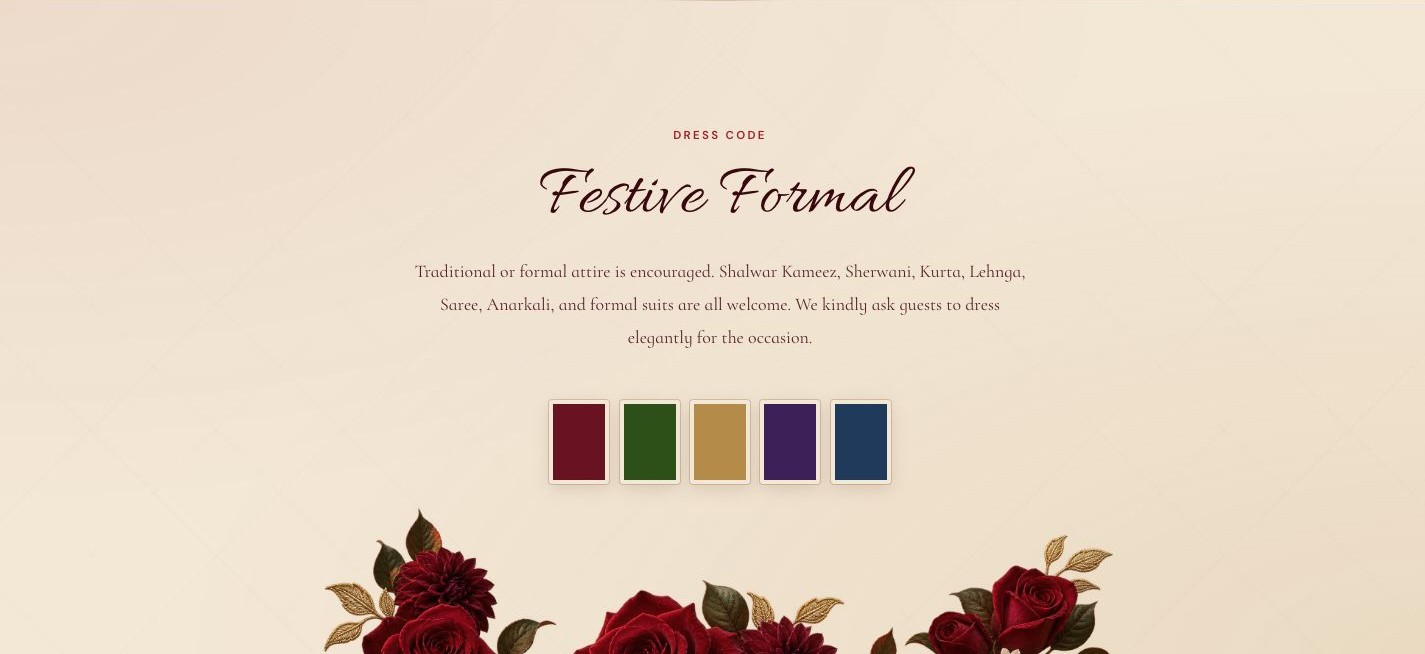 DRESS CODE
Festive Formal
Traditional or formal attire is encouraged. Shalwar Kameez, Sherwani, Kurta, Lehnga,
Saree, Anarkali, and formal suits are all welcome. We kindly ask guests to dress
elegantly for the occasion.